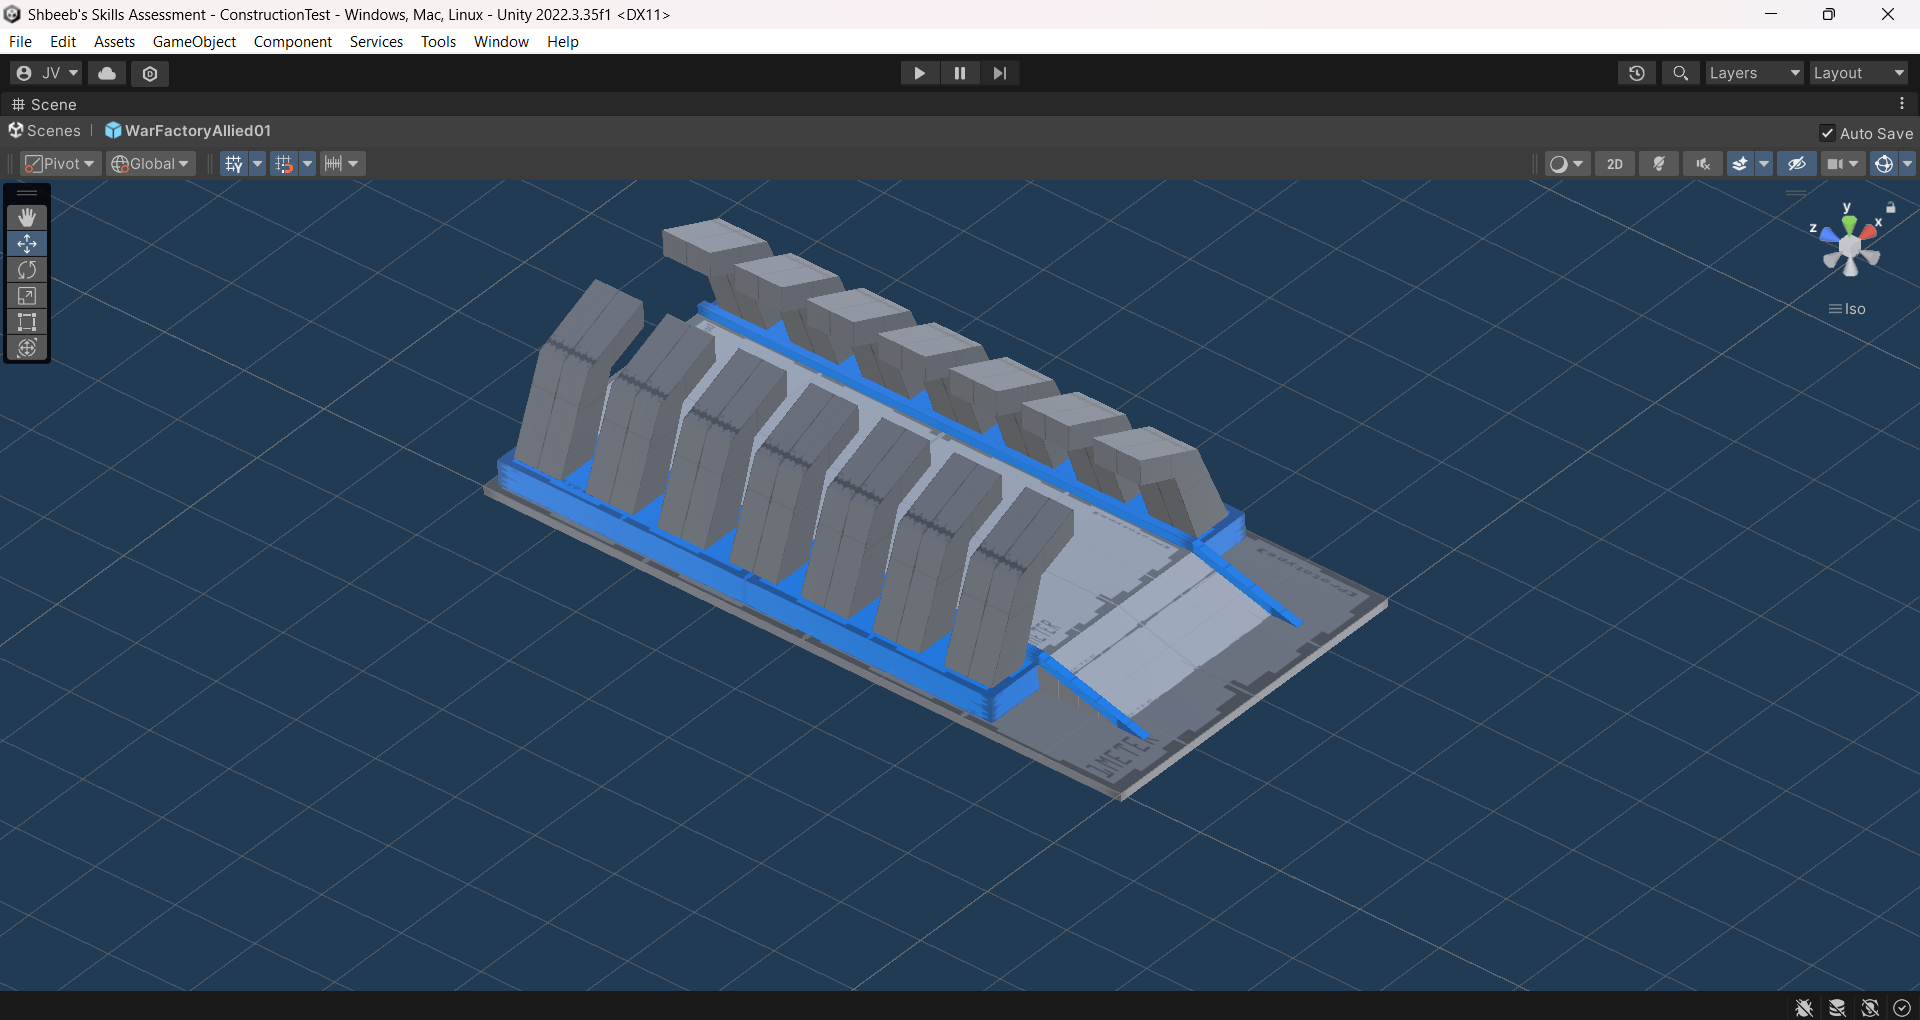 Shbeeb's Skills Assessment - ConstructionTest - Windows, Mac, Linux - Unity 2022.3.35f1 <DX11>
File Edit Assets GameObject Component Services Tools Window Help
JV Layers Layout
Scene
Scenes | WarFactoryAllied01 Auto Save
Pivot Global 2D
y
x
z
Iso
METER